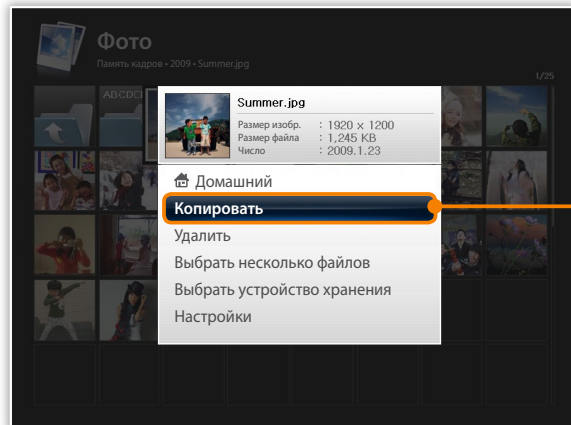 Фото
Память кадров • 2009 • Summer.jpg
1/25
ABCDE
Summer.jpg
Размер изобр. : 1920 x 1200
Размер файла : 1,245 KB
Число : 2009.1.23
Домашний
Копировать
Удалить
Выбрать несколько файлов
Выбрать устройство хранения
Настройки